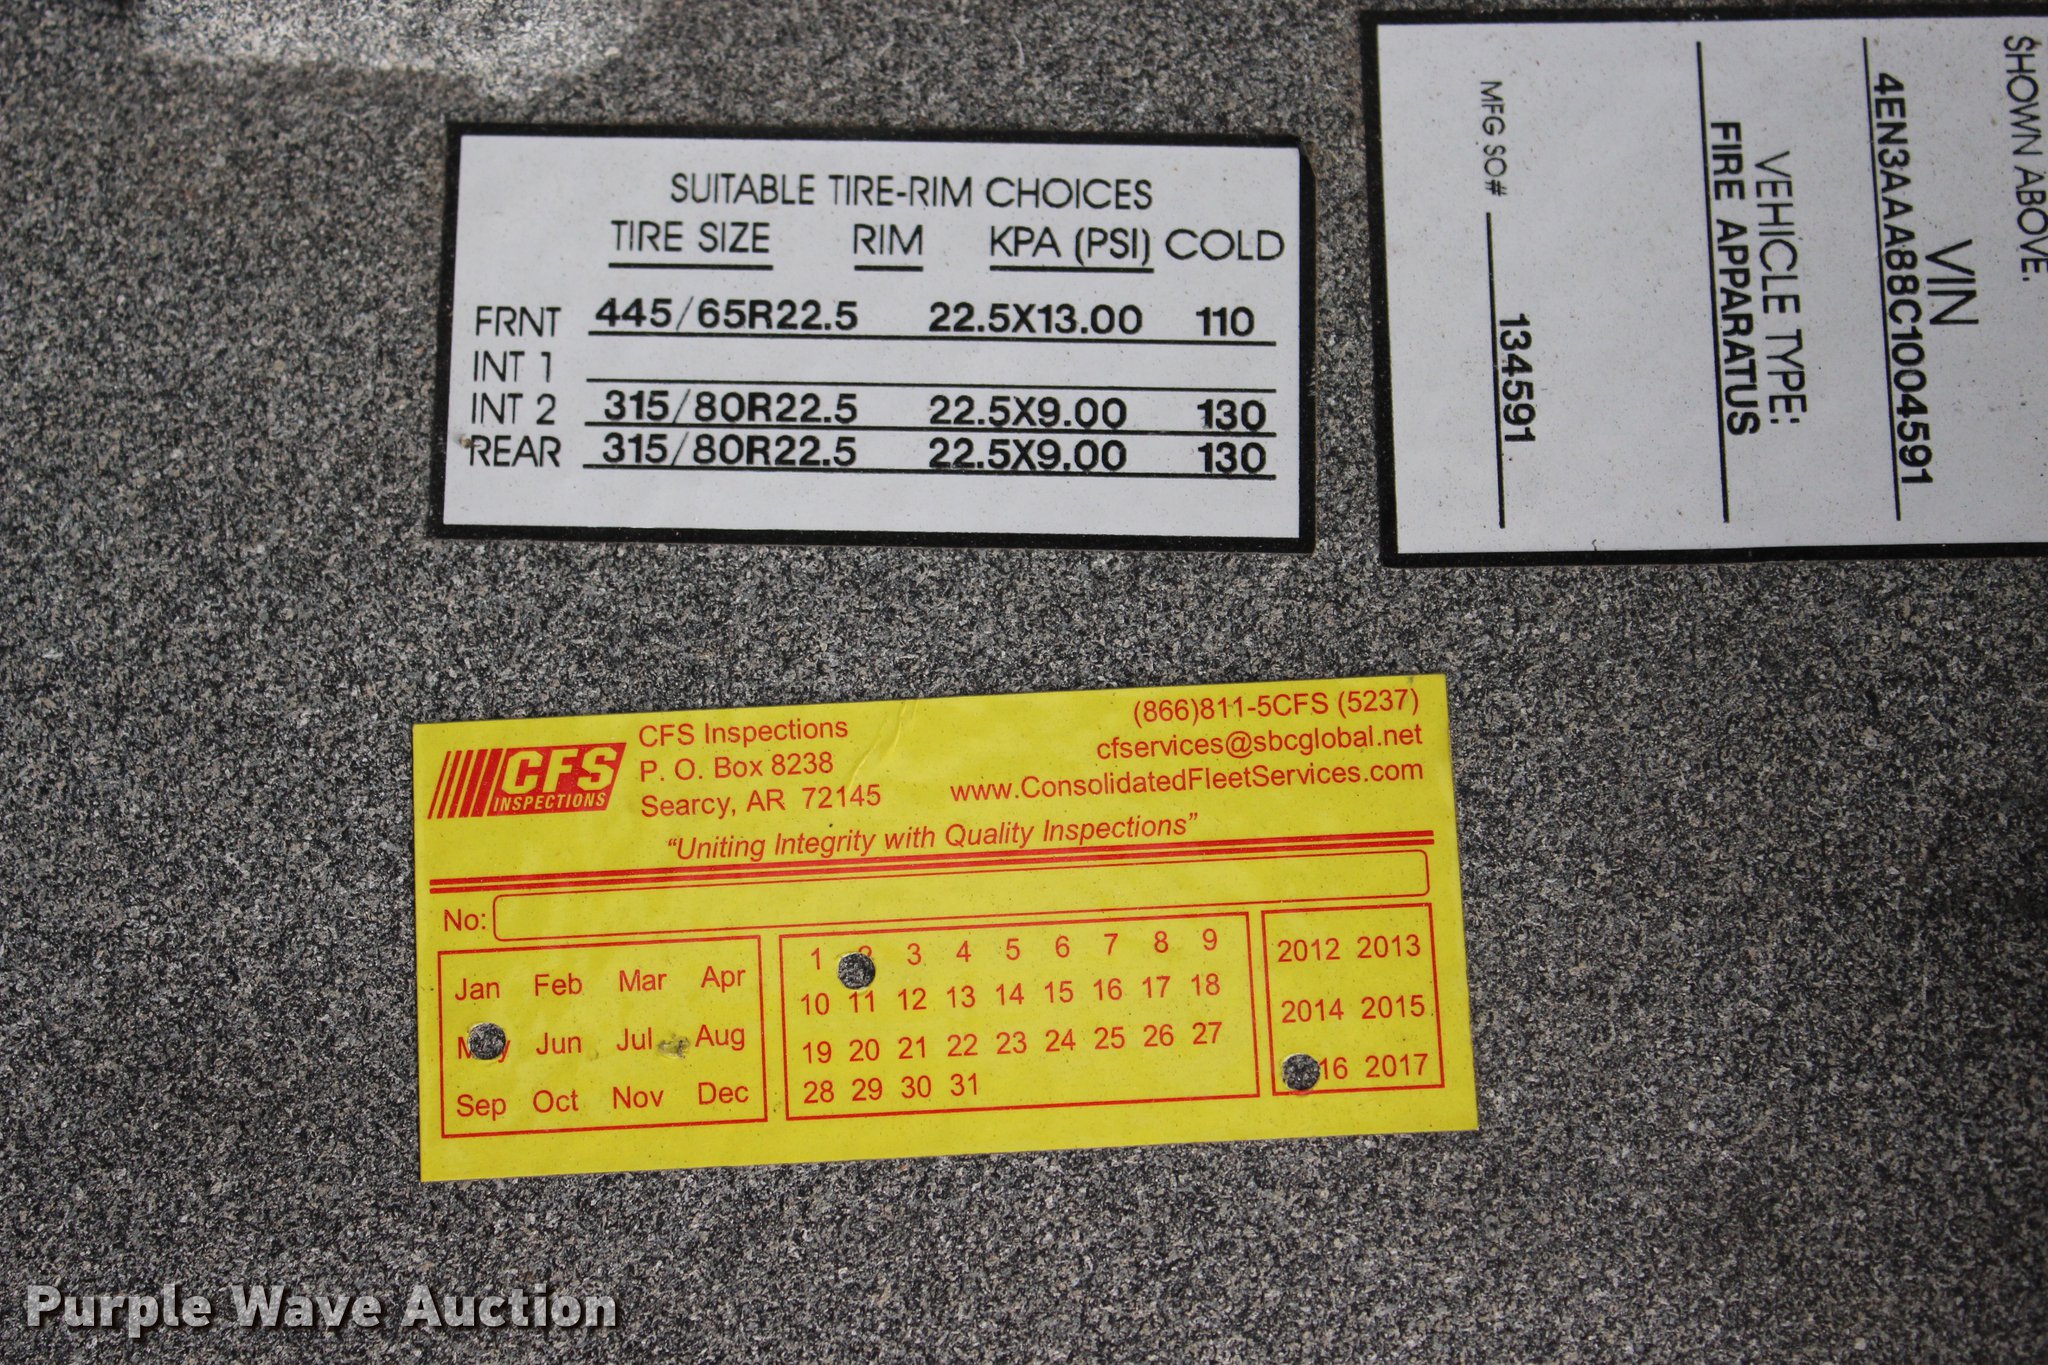 SUITABLE TIRE-RIM CHOICES
TIRE SIZE RIM KPA (PSI) COLD
FRNT 445/65R22.5 22.5X13.00 110
INT 1
INT 2 315/80R22.5 22.5X9.00 130
REAR 315/80R22.5 22.5X9.00 130
SHOWN ABOVE:
VIN
4EN3AAA88C1004591
VEHICLE TYPE:
FIRE APPARATUS
MFG SO# 134591
CFS
INSPECTIONS
CFS Inspections
P. O. Box 8238
Searcy, AR 72145
(866)811-5CFS (5237)
cfservices@sbcglobal.net
www.ConsolidatedFleetServices.com
"Uniting Integrity with Quality Inspections"
No:
Jan Feb Mar Apr
May Jun Jul Aug
Sep Oct Nov Dec
1 2 3 4 5 6 7 8 9
10 11 12 13 14 15 16 17 18
19 20 21 22 23 24 25 26 27
28 29 30 31
2012 2013
2014 2015
16 2017
Purple Wave Auction